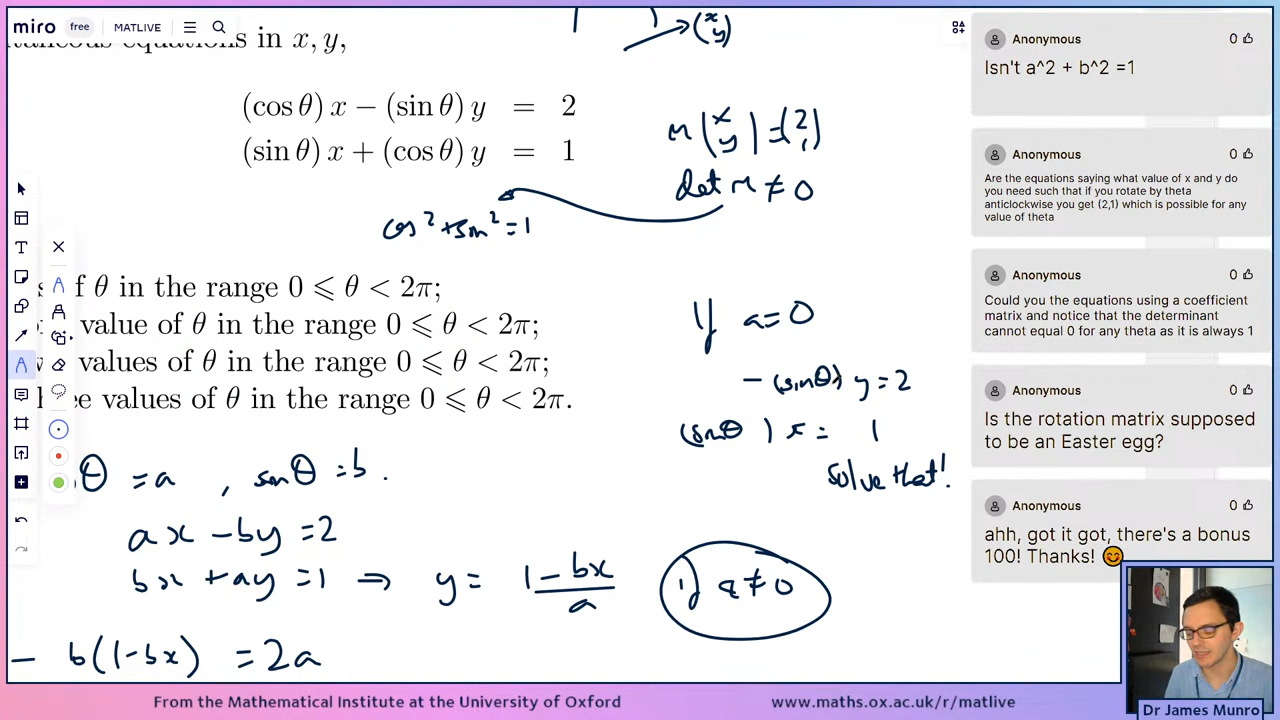 miro free MATLIVE
taneous equations in x, y,
(x y)
(cos θ) x − (sin θ) y = 2
(sin θ) x + (cos θ) y = 1
M (x y) = (2 1)
det M ≠ 0
cos² + sin² = 1
s of θ in the range 0 ⩽ θ < 2π;
value of θ in the range 0 ⩽ θ < 2π;
values of θ in the range 0 ⩽ θ < 2π;
ee values of θ in the range 0 ⩽ θ < 2π.
If a = 0
− (sin θ) y = 2
(sin θ) x = 1
solve that!
θ = a , sin θ = b .
ax − by = 2
bx + ay = 1 ⇒ y = (1 − bx)/a
if a ≠ 0
− b(1 − bx) = 2a
Anonymous 0
Isn't a^2 + b^2 =1
Anonymous 0
Are the equations saying what value of x and y do
you need such that if you rotate by theta
anticlockwise you get (2,1) which is possible for any
value of theta
Anonymous 0
Could you the equations using a coefficient
matrix and notice that the determinant
cannot equal 0 for any theta as it is always 1
Anonymous 0
Is the rotation matrix supposed
to be an Easter egg?
Anonymous 0
ahh, got it got, there's a bonus
100! Thanks! 😊
From the Mathematical Institute at the University of Oxford
www.maths.ox.ac.uk/r/matlive
Dr James Munro